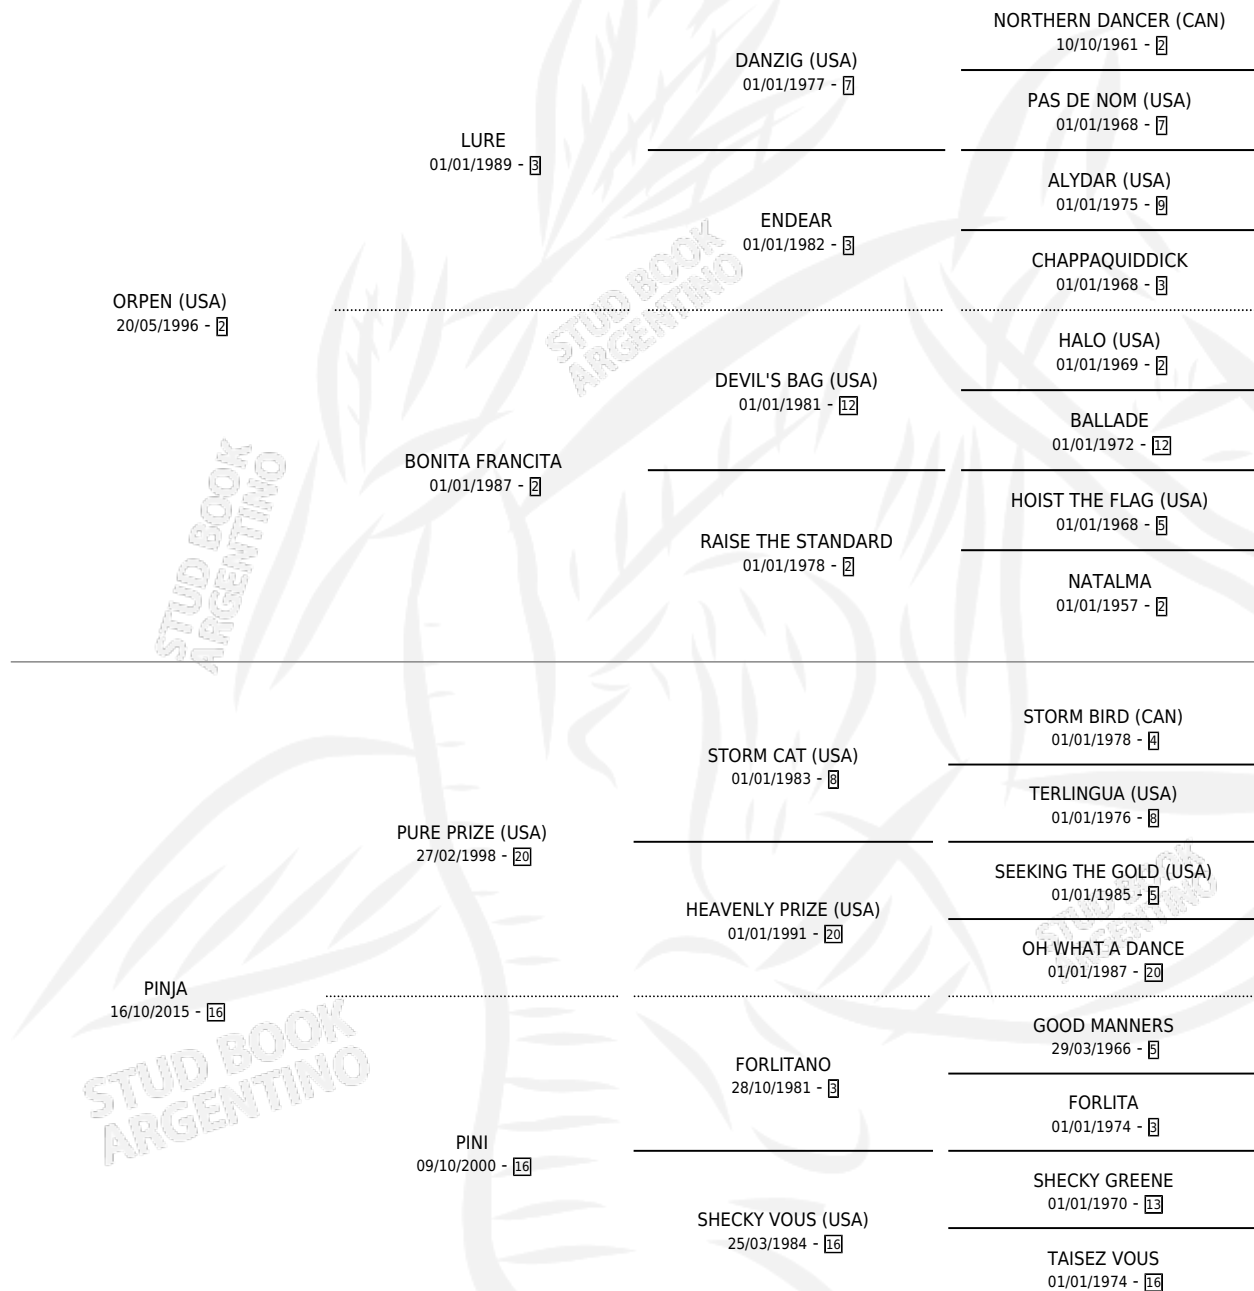 NORTHERN DANCER (CAN)
10/10/1961 - 2
DANZIG (USA)
01/01/1977 - 7
PAS DE NOM (USA)
01/01/1968 - 7
LURE
01/01/1989 - 3
ALYDAR (USA)
01/01/1975 - 9
ENDEAR
01/01/1982 - 3
CHAPPAQUIDDICK
01/01/1968 - 3
ORPEN (USA)
20/05/1996 - 2
HALO (USA)
01/01/1969 - 2
DEVIL'S BAG (USA)
01/01/1981 - 12
BALLADE
01/01/1972 - 12
BONITA FRANCITA
01/01/1987 - 2
HOIST THE FLAG (USA)
01/01/1968 - 5
RAISE THE STANDARD
01/01/1978 - 2
NATALMA
01/01/1957 - 2
STORM BIRD (CAN)
01/01/1978 - 4
STORM CAT (USA)
01/01/1983 - 8
TERLINGUA (USA)
01/01/1976 - 8
PURE PRIZE (USA)
27/02/1998 - 20
SEEKING THE GOLD (USA)
01/01/1985 - 5
HEAVENLY PRIZE (USA)
01/01/1991 - 20
OH WHAT A DANCE
01/01/1987 - 20
PINJA
16/10/2015 - 16
GOOD MANNERS
29/03/1966 - 5
FORLITANO
28/10/1981 - 3
FORLITA
01/01/1974 - 3
PINI
09/10/2000 - 16
SHECKY GREENE
01/01/1970 - 13
SHECKY VOUS (USA)
25/03/1984 - 16
TAISEZ VOUS
01/01/1974 - 16
STUD BOOK
ARGENTINO
STUD BOOK
ARGENTINO
STUD BOOK
ARGENTINO
STUD BOOK
ARGENTINO